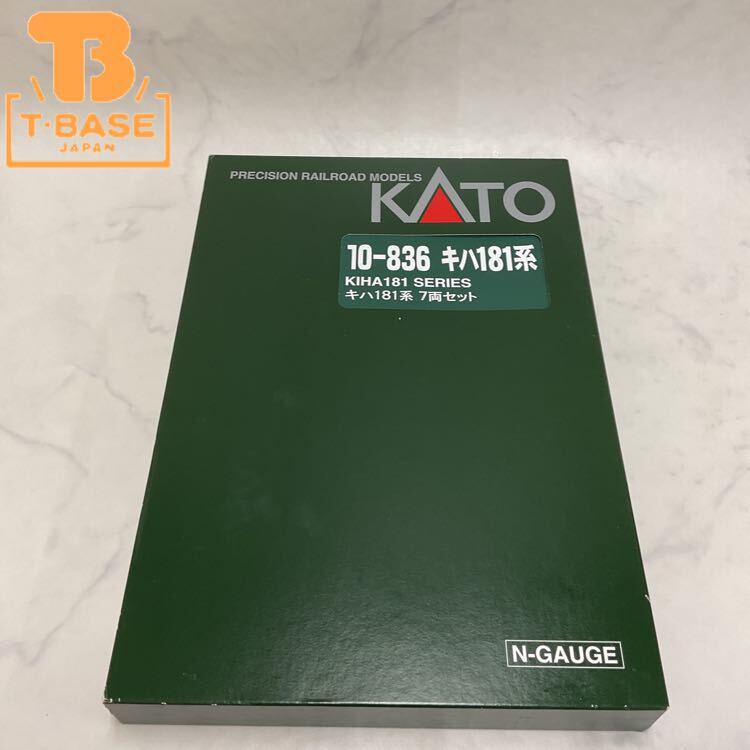 T·BASE
JAPAN
PRECISION RAILROAD MODELS
KATO
10-836 キハ181系
KIHA181 SERIES
キハ181系 7両セット
N-GAUGE